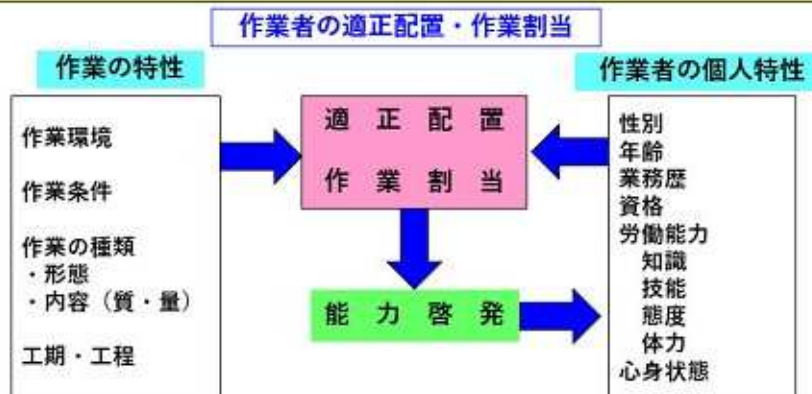 作業者の適正配置・作業割当
作業の特性
作業環境
作業条件
作業の種類
・形態
・内容（質・量）
工期・工程
適正配置
作業割当
能力啓発
作業者の個人特性
性別
年齢
業務歴
資格
労働能力
知識
技能
態度
体力
心身状態